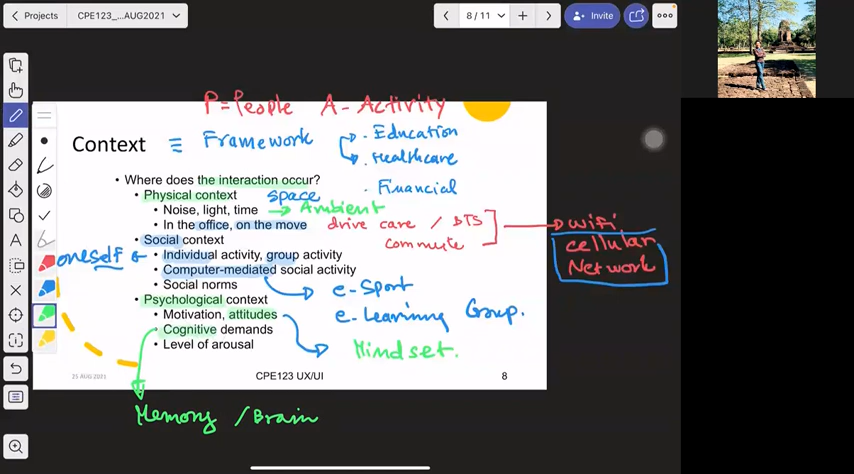 Projects
CPE123_...AUG2021
8 / 11
Invite
P=People A - Activity
Context ≡ Framework
. Education
. Healthcare
. Financial
Where does the interaction occur?
Physical context space
Noise, light, time → Ambient
In the office, on the move drive care / BTS
commute
wifi
cellular
Network
Social context
oneself
Individual activity, group activity
Computer-mediated social activity
Social norms
e-Sport
e-Learning Group.
Psychological context
Motivation, attitudes
Cognitive demands
Level of arousal
Mindset.
25 AUG 2021
CPE123 UX/UI
8
Memory / Brain